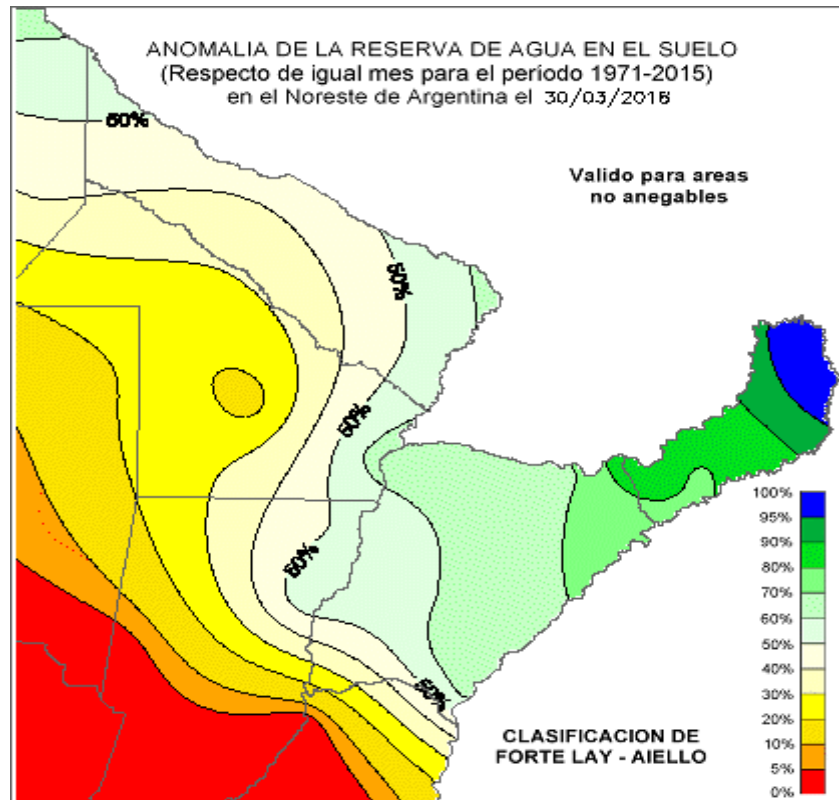 ANOMALIA DE LA RESERVA DE AGUA EN EL SUELO
(Respecto de igual mes para el período 1971-2015)
en el Noreste de Argentina el 30/03/2018
Valido para areas
no anegables
50%
50%
50%
50%
50%
100%
95%
90%
80%
70%
60%
50%
40%
30%
20%
10%
5%
0%
CLASIFICACION DE
FORTE LAY - AIELLO